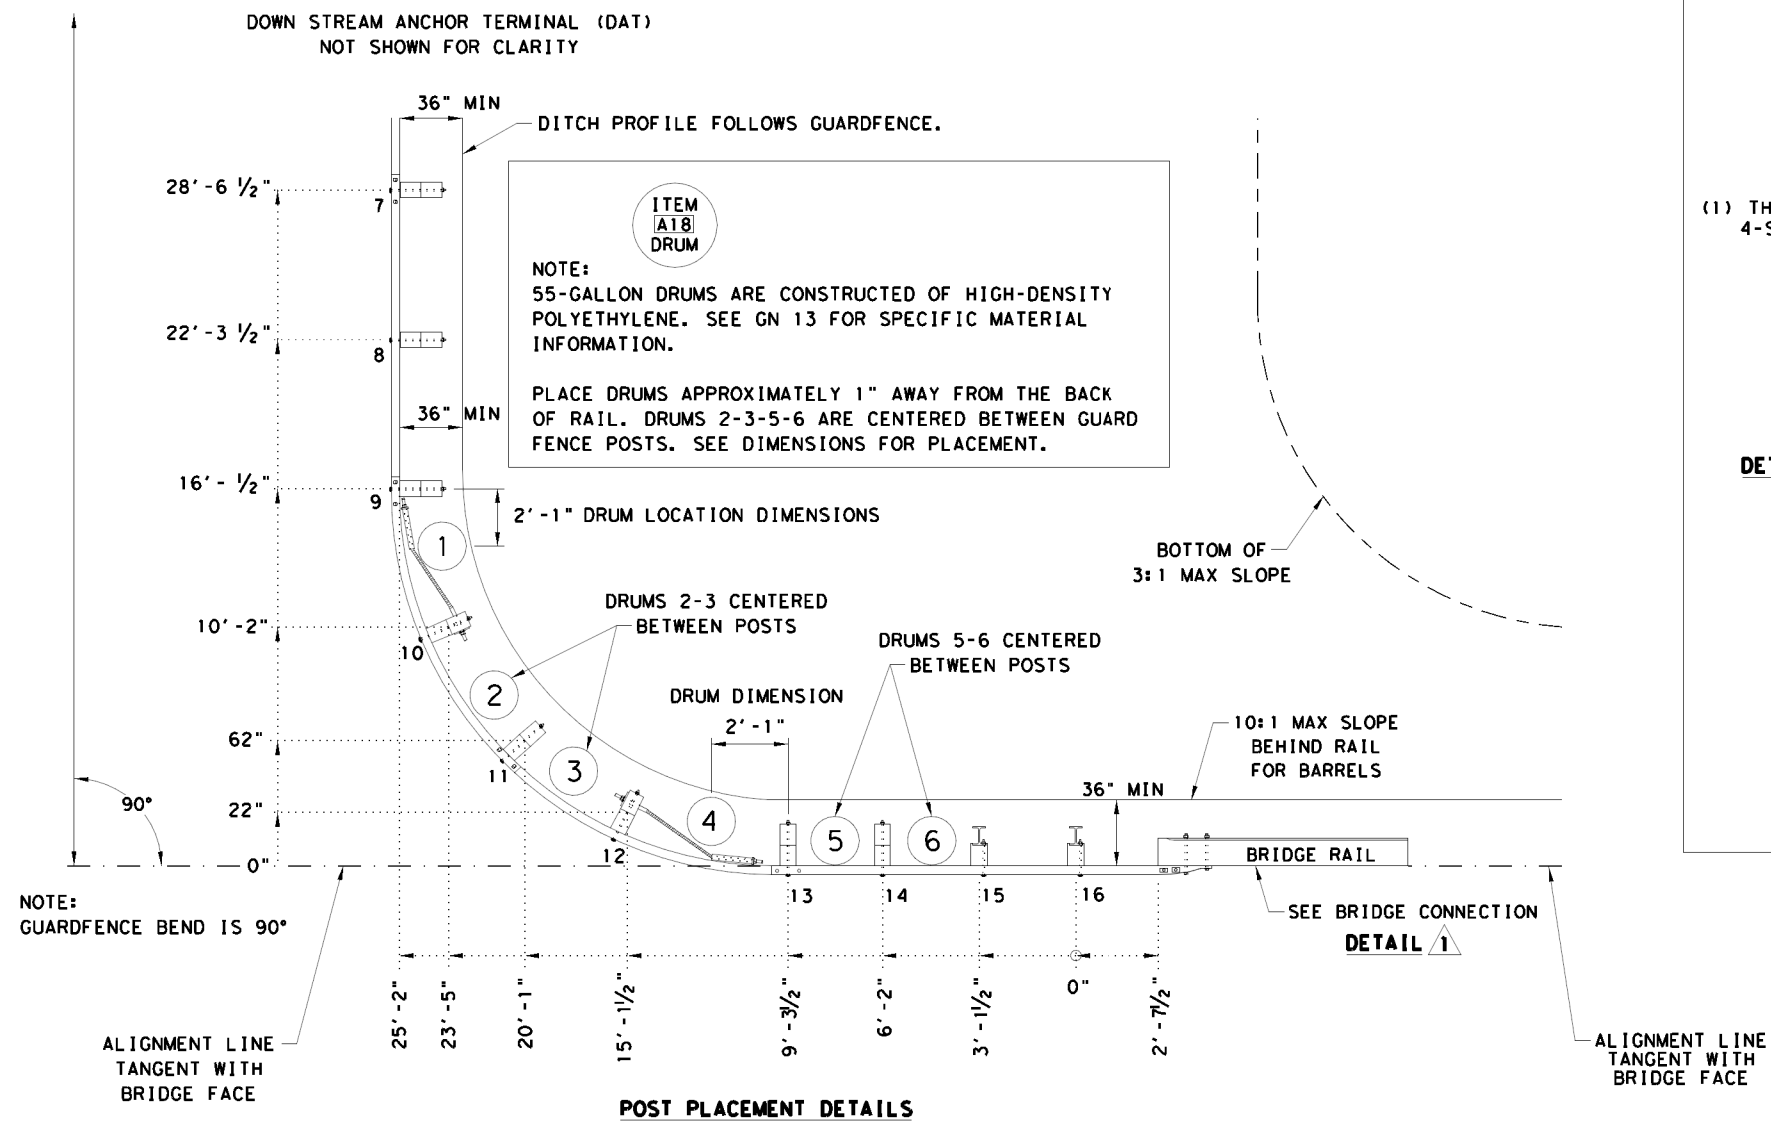 DOWN STREAM ANCHOR TERMINAL (DAT)
NOT SHOWN FOR CLARITY
36" MIN
DITCH PROFILE FOLLOWS GUARDFENCE.
28'-6 ½"
7
ITEM
A18
DRUM
NOTE:
55-GALLON DRUMS ARE CONSTRUCTED OF HIGH-DENSITY
POLYETHYLENE. SEE GN 13 FOR SPECIFIC MATERIAL
INFORMATION.
PLACE DRUMS APPROXIMATELY 1" AWAY FROM THE BACK
OF RAIL. DRUMS 2-3-5-6 ARE CENTERED BETWEEN GUARD
FENCE POSTS. SEE DIMENSIONS FOR PLACEMENT.
(1) TH
4-S
22'-3 ½"
8
36" MIN
DET
16'- ½"
9
2'-1" DRUM LOCATION DIMENSIONS
1
BOTTOM OF
3:1 MAX SLOPE
DRUMS 2-3 CENTERED
BETWEEN POSTS
10'-2"
10
DRUMS 5-6 CENTERED
BETWEEN POSTS
2
DRUM DIMENSION
2'-1"
10:1 MAX SLOPE
BEHIND RAIL
FOR BARRELS
62"
11
3
36" MIN
90°
22"
4
5
6
12
0"
BRIDGE RAIL
13
14
15
16
NOTE:
GUARDFENCE BEND IS 90°
SEE BRIDGE CONNECTION
DETAIL 1
25'-2"
23'-5"
20'-1"
15'-1½"
9'-3½"
6'-2"
3'-1½"
0"
2'-7½"
ALIGNMENT LINE
TANGENT WITH
BRIDGE FACE
ALIGNMENT LINE
TANGENT WITH
BRIDGE FACE
POST PLACEMENT DETAILS